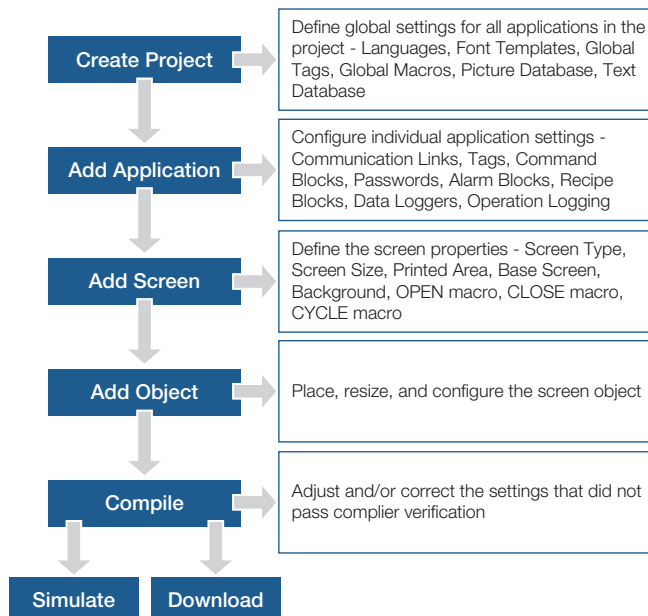 Create Project
Define global settings for all applications in the
project - Languages, Font Templates, Global
Tags, Global Macros, Picture Database, Text
Database
Add Application
Configure individual application settings -
Communication Links, Tags, Command
Blocks, Passwords, Alarm Blocks, Recipe
Blocks, Data Loggers, Operation Logging
Add Screen
Define the screen properties - Screen Type,
Screen Size, Printed Area, Base Screen,
Background, OPEN macro, CLOSE macro,
CYCLE macro
Add Object
Place, resize, and configure the screen object
Compile
Adjust and/or correct the settings that did not
pass complier verification
Simulate
Download